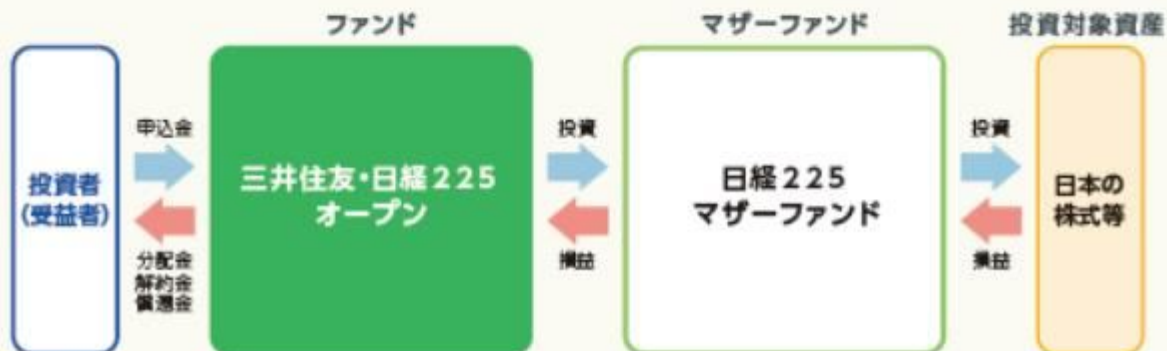 ファンド
マザーファンド
投資対象資産
投資者
(受益者)
申込金
分配金
解約金
償還金
三井住友・日経225
オープン
投資
損益
日経225
マザーファンド
投資
損益
日本の
株式等